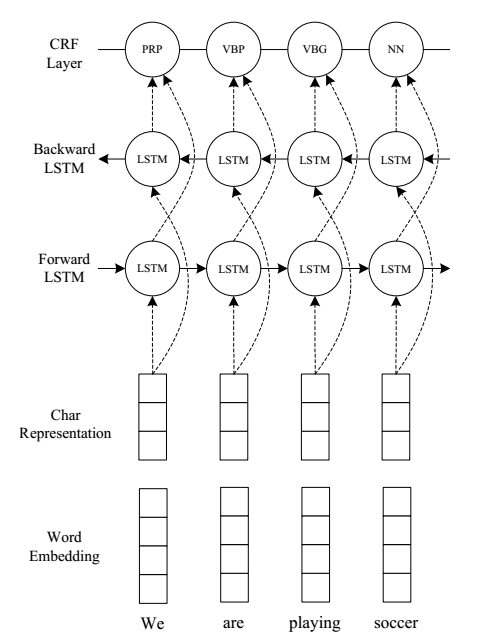 CRF
Layer
PRP VBP VBG NN
Backward
LSTM
LSTM LSTM LSTM LSTM
Forward
LSTM
LSTM LSTM LSTM LSTM
Char
Representation
Word
Embedding
We are playing soccer